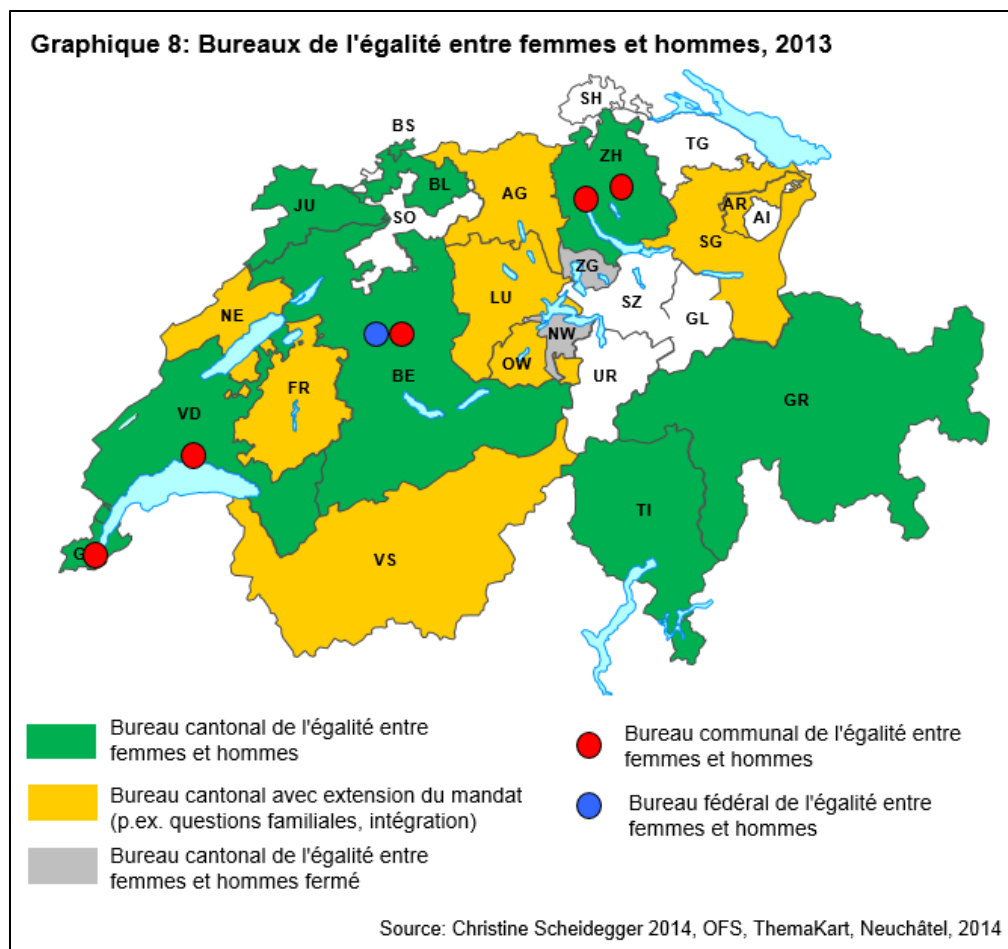 Graphique 8: Bureaux de l'égalité entre femmes et hommes, 2013
SH
BS
TG
ZH
BL
AG
JU
AR
AI
SO
SG
ZG
LU
SZ
NE
GL
NW
OW
BE
UR
FR
GR
VD
TI
G
VS
Bureau cantonal de l'égalité entre
femmes et hommes
Bureau cantonal avec extension du mandat
(p.ex. questions familiales, intégration)
Bureau cantonal de l'égalité entre
femmes et hommes fermé
Bureau communal de l'égalité entre
femmes et hommes
Bureau fédéral de l'égalité entre
femmes et hommes
Source: Christine Scheidegger 2014, OFS, ThemaKart, Neuchâtel, 2014